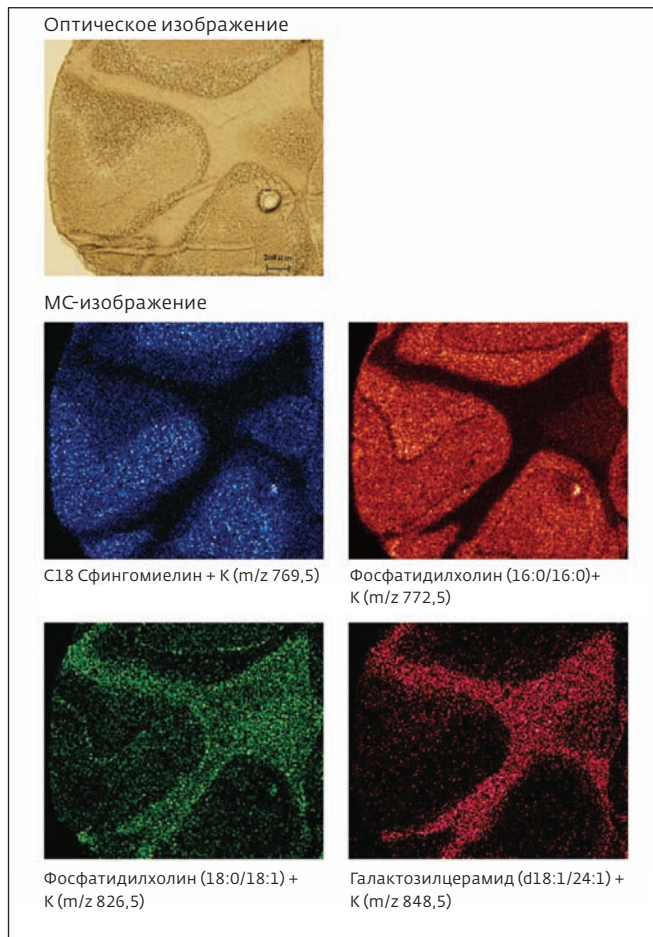 Оптическое изображение
МС-изображение
C18 Сфингомиелин + K (m/z 769,5)
Фосфатидилхолин (16:0/16:0)+
K (m/z 772,5)
Фосфатидилхолин (18:0/18:1) +
K (m/z 826,5)
Галактозилцерамид (d18:1/24:1) +
K (m/z 848,5)